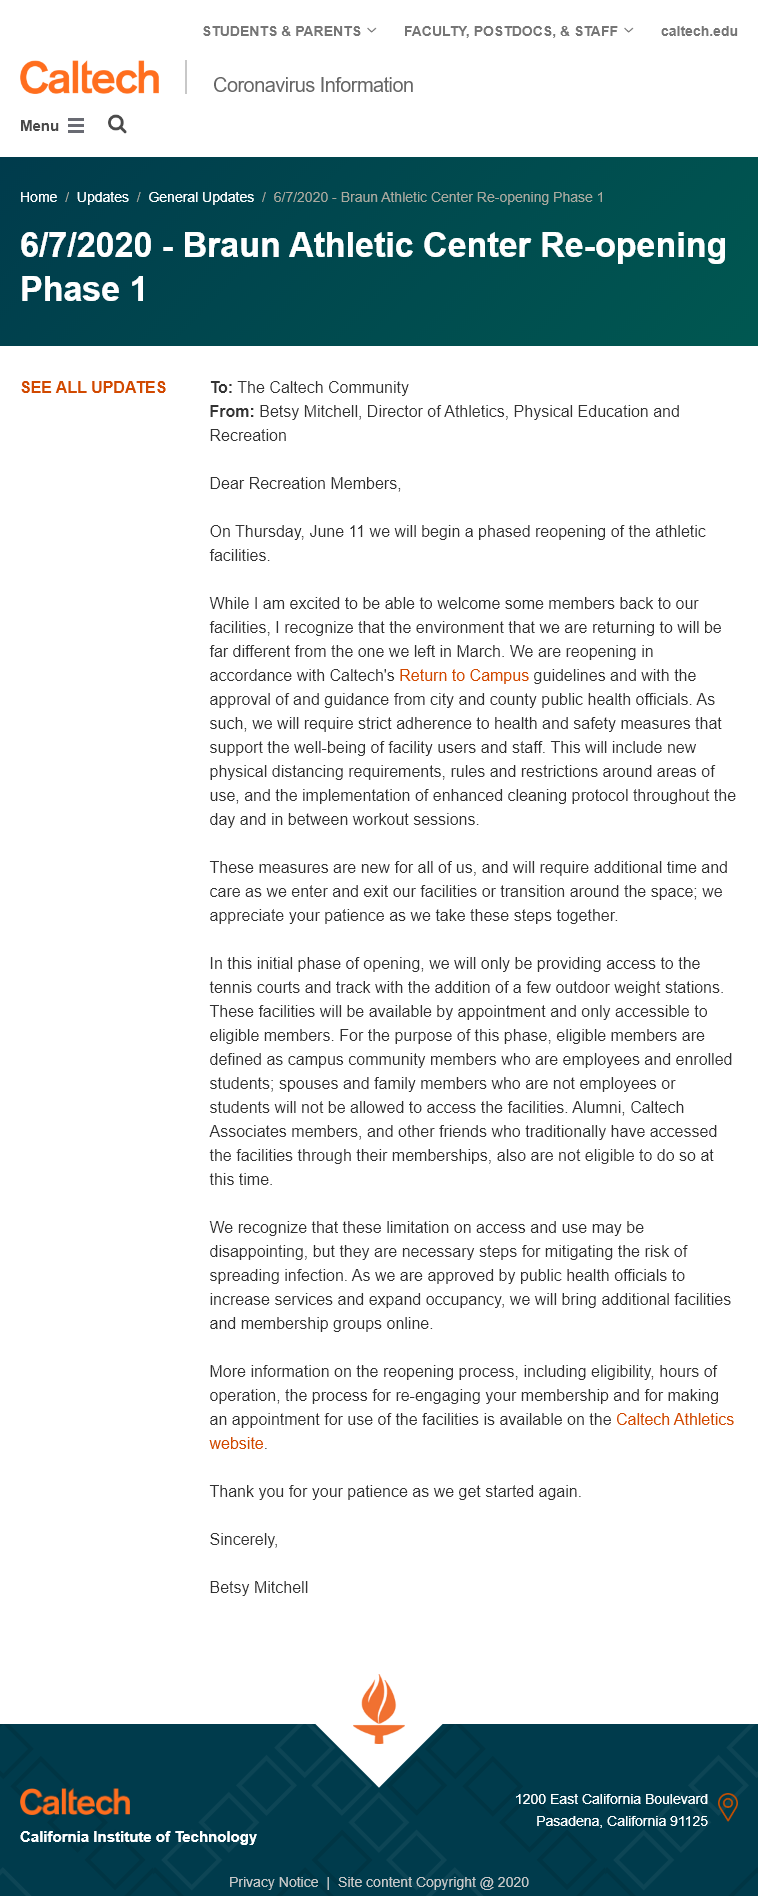 STUDENTS & PARENTS FACULTY, POSTDOCS, & STAFF caltech.edu
Caltech Coronavirus Information
Menu
Home / Updates / General Updates / 6/7/2020 - Braun Athletic Center Re-opening Phase 1
6/7/2020 - Braun Athletic Center Re-opening
Phase 1
SEE ALL UPDATES
To: The Caltech Community
From: Betsy Mitchell, Director of Athletics, Physical Education and
Recreation
Dear Recreation Members,
On Thursday, June 11 we will begin a phased reopening of the athletic
facilities.
While I am excited to be able to welcome some members back to our
facilities, I recognize that the environment that we are returning to will be
far different from the one we left in March. We are reopening in
accordance with Caltech's Return to Campus guidelines and with the
approval of and guidance from city and county public health officials. As
such, we will require strict adherence to health and safety measures that
support the well-being of facility users and staff. This will include new
physical distancing requirements, rules and restrictions around areas of
use, and the implementation of enhanced cleaning protocol throughout the
day and in between workout sessions.
These measures are new for all of us, and will require additional time and
care as we enter and exit our facilities or transition around the space; we
appreciate your patience as we take these steps together.
In this initial phase of opening, we will only be providing access to the
tennis courts and track with the addition of a few outdoor weight stations.
These facilities will be available by appointment and only accessible to
eligible members. For the purpose of this phase, eligible members are
defined as campus community members who are employees and enrolled
students; spouses and family members who are not employees or
students will not be allowed to access the facilities. Alumni, Caltech
Associates members, and other friends who traditionally have accessed
the facilities through their memberships, also are not eligible to do so at
this time.
We recognize that these limitation on access and use may be
disappointing, but they are necessary steps for mitigating the risk of
spreading infection. As we are approved by public health officials to
increase services and expand occupancy, we will bring additional facilities
and membership groups online.
More information on the reopening process, including eligibility, hours of
operation, the process for re-engaging your membership and for making
an appointment for use of the facilities is available on the Caltech Athletics
website.
Thank you for your patience as we get started again.
Sincerely,
Betsy Mitchell
Caltech
California Institute of Technology
1200 East California Boulevard
Pasadena, California 91125
Privacy Notice | Site content Copyright @ 2020